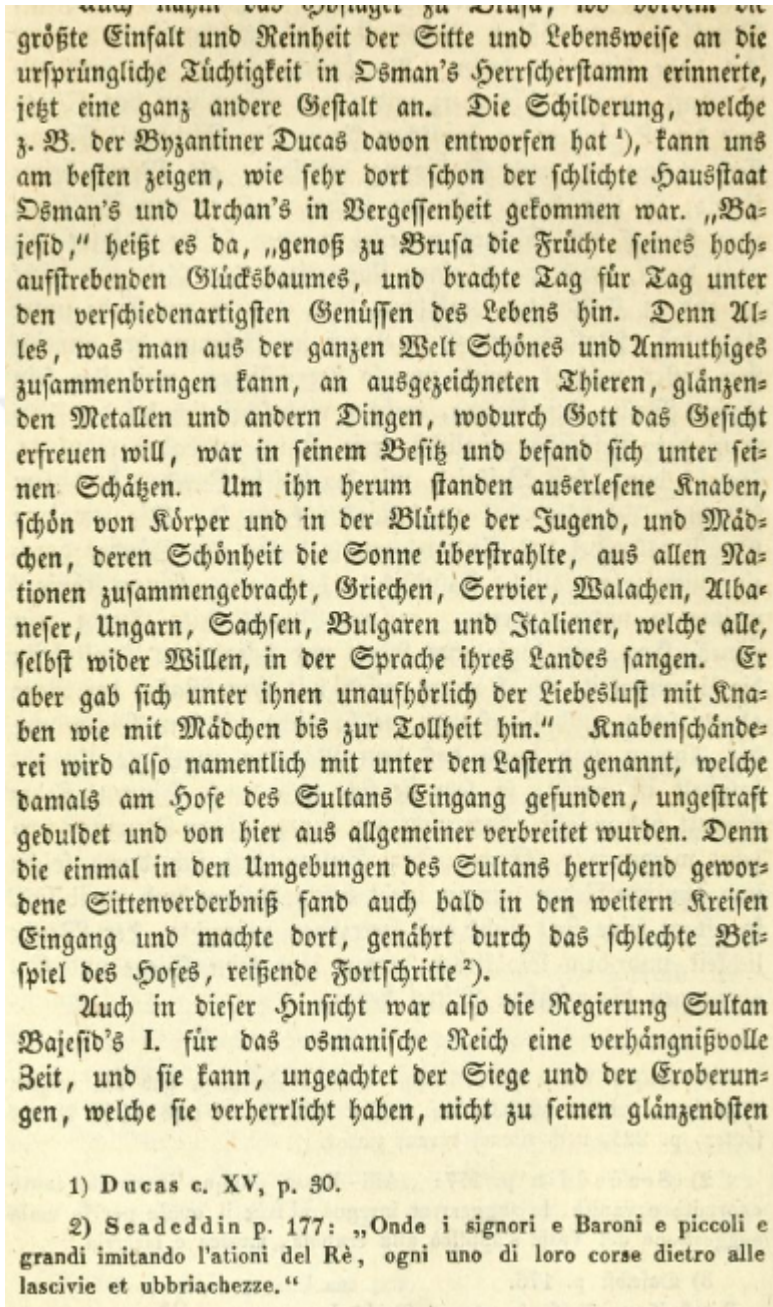 größte Einfalt und Reinheit der Sitte und Lebensweise an die
ursprüngliche Tüchtigkeit in Osman's Herrscherstamm erinnerte,
jetzt eine ganz andere Gestalt an. Die Schilderung, welche
z. B. der Byzantiner Ducas davon entworfen hat ¹), kann uns
am besten zeigen, wie sehr dort schon der schlichte Hausstaat
Osman's und Urchan's in Vergessenheit gekommen war. „Ba-
jesid,“ heißt es da, „genoß zu Brusa die Früchte seines hoch-
aufstrebenden Glücksbaumes, und brachte Tag für Tag unter
den verschiedenartigsten Genüssen des Lebens hin. Denn Al-
les, was man aus der ganzen Welt Schönes und Anmuthiges
zusammenbringen kann, an ausgezeichneten Thieren, glänzen-
den Metallen und andern Dingen, wodurch Gott das Gesicht
erfreuen will, war in seinem Besitz und befand sich unter sei-
nen Schätzen. Um ihn herum standen auserlesene Knaben,
schön von Körper und in der Blüthe der Jugend, und Mäd-
chen, deren Schönheit die Sonne überstrahlte, aus allen Na-
tionen zusammengebracht, Griechen, Servier, Walachen, Alba-
neser, Ungarn, Sachsen, Bulgaren und Italiener, welche alle,
selbst wider Willen, in der Sprache ihres Landes sangen. Er
aber gab sich unter ihnen unaufhörlich der Liebeslust mit Kna-
ben wie mit Mädchen bis zur Tollheit hin.“ Knabenschände-
rei wird also namentlich mit unter den Lastern genannt, welche
damals am Hofe des Sultans Eingang gefunden, ungestraft
geduldet und von hier aus allgemeiner verbreitet wurden. Denn
die einmal in den Umgebungen des Sultans herrschend gewor-
dene Sittenverderbniß fand auch bald in den weitern Kreisen
Eingang und machte dort, genährt durch das schlechte Bei-
spiel des Hofes, reißende Fortschritte ²).
Auch in dieser Hinsicht war also die Regierung Sultan
Bajesid's I. für das osmanische Reich eine verhängnißvolle
Zeit, und sie kann, ungeachtet der Siege und der Eroberun-
gen, welche sie verherrlicht haben, nicht zu seinen glänzendsten
1) Ducas c. XV, p. 30.
2) Seadeddin p. 177: „Onde i signori e Baroni e piccoli e
grandi imitando l'ationi del Rè, ogni uno di loro corse dietro alle
lascivie et ubbriachezze.“